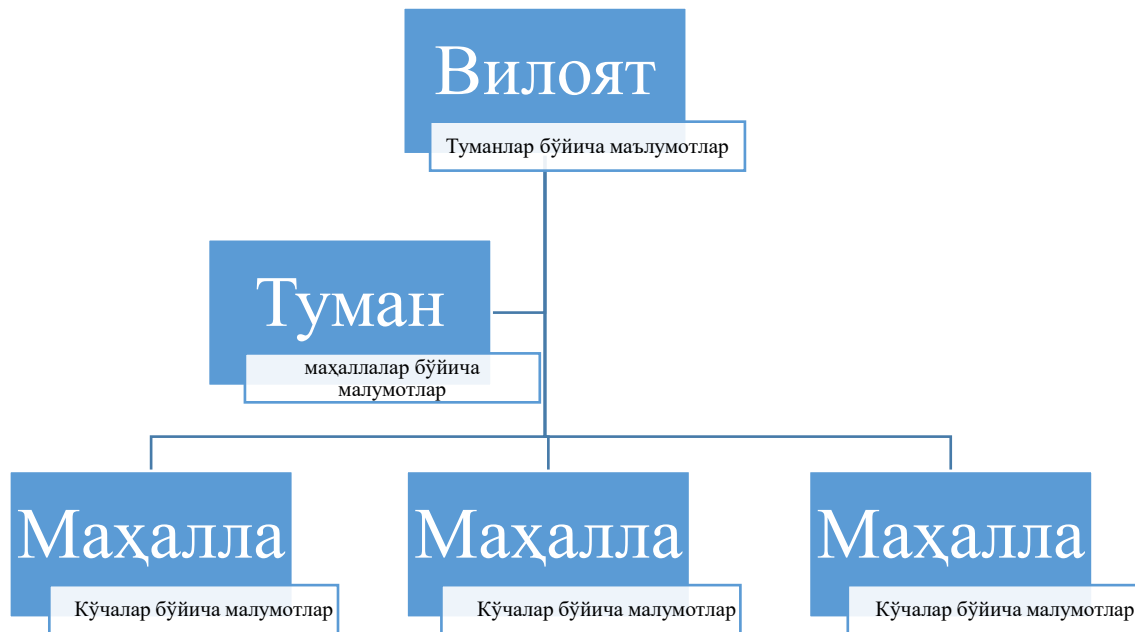 Вилоят
Туманлар бўйича маълумотлар
Туман
маҳаллалар бўйича
малумотлар
Маҳалла
Маҳалла
Маҳалла
Кўчалар бўйича малумотлар
Кўчалар бўйича малумотлар
Кўчалар бўйича малумотлар